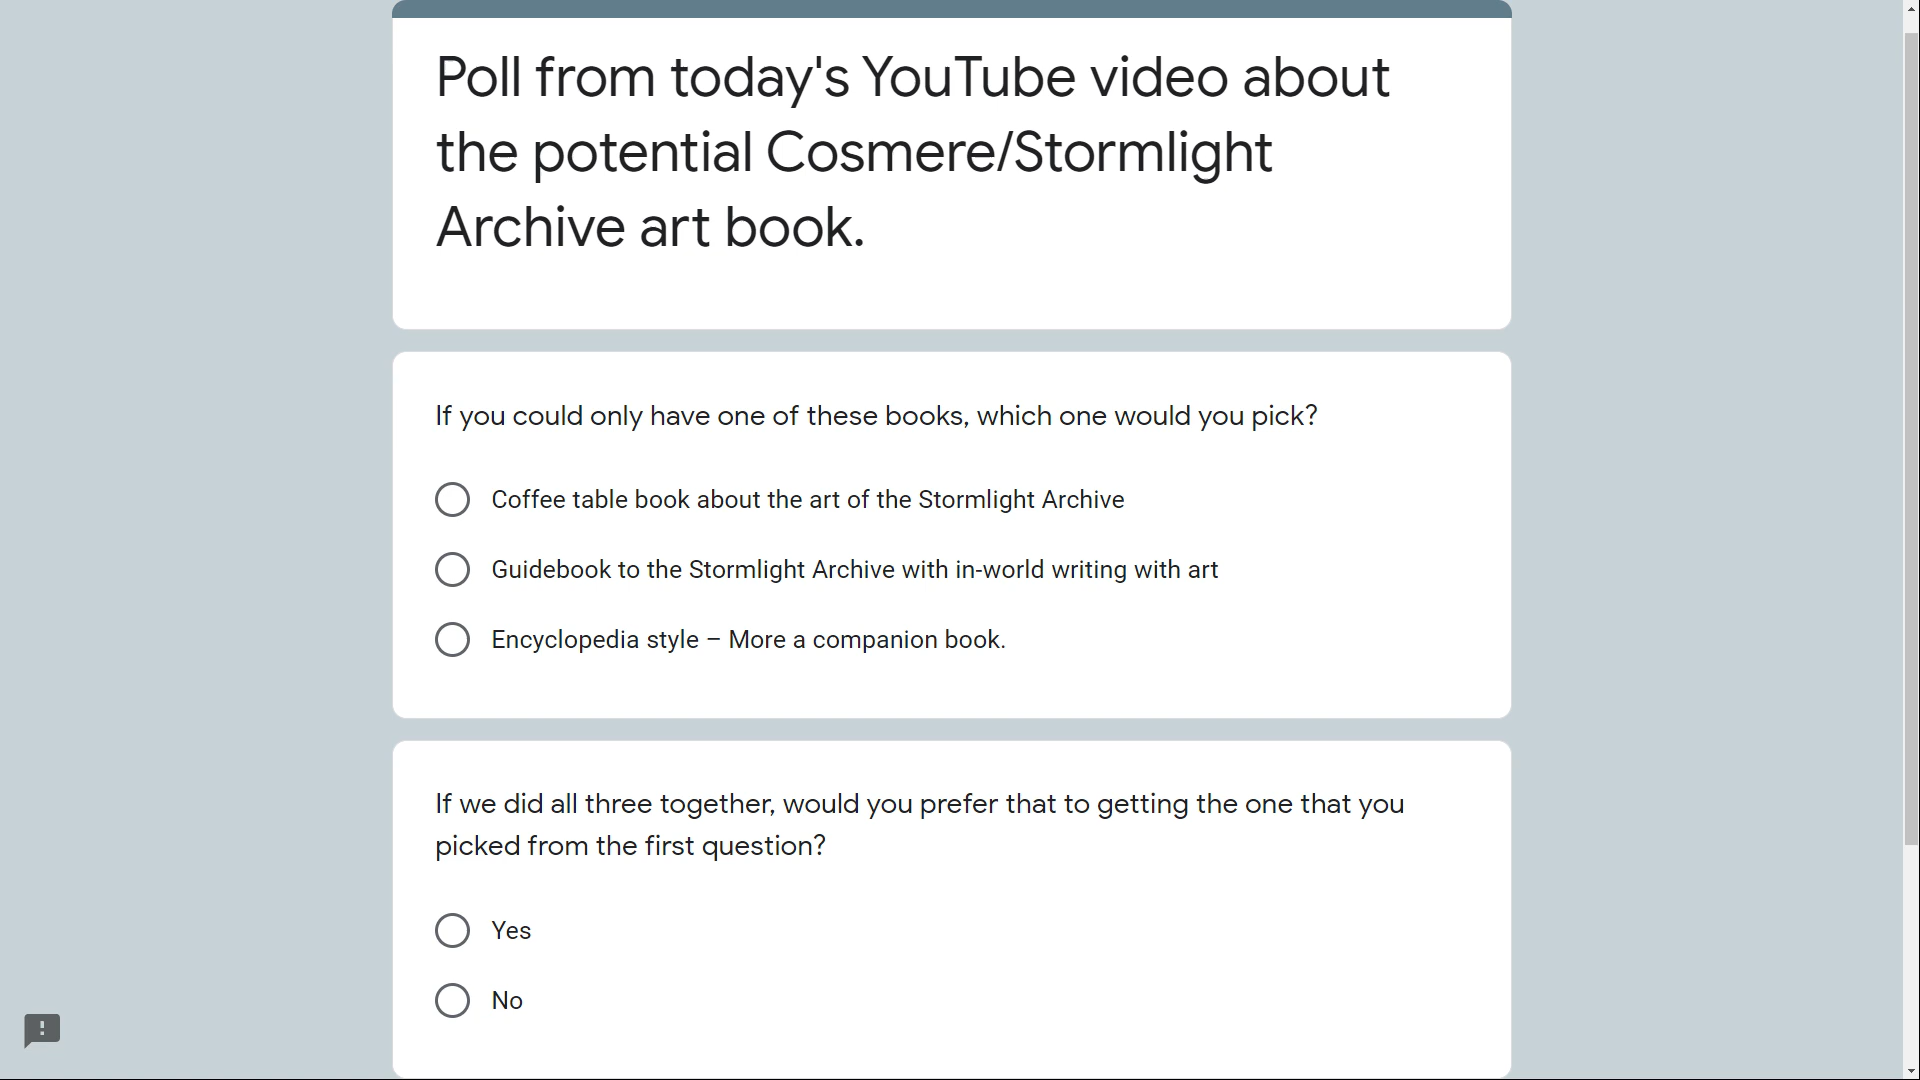 Poll from today's YouTube video about
the potential Cosmere/Stormlight
Archive art book.
If you could only have one of these books, which one would you pick?
Coffee table book about the art of the Stormlight Archive
Guidebook to the Stormlight Archive with in-world writing with art
Encyclopedia style – More a companion book.
If we did all three together, would you prefer that to getting the one that you
picked from the first question?
Yes
No